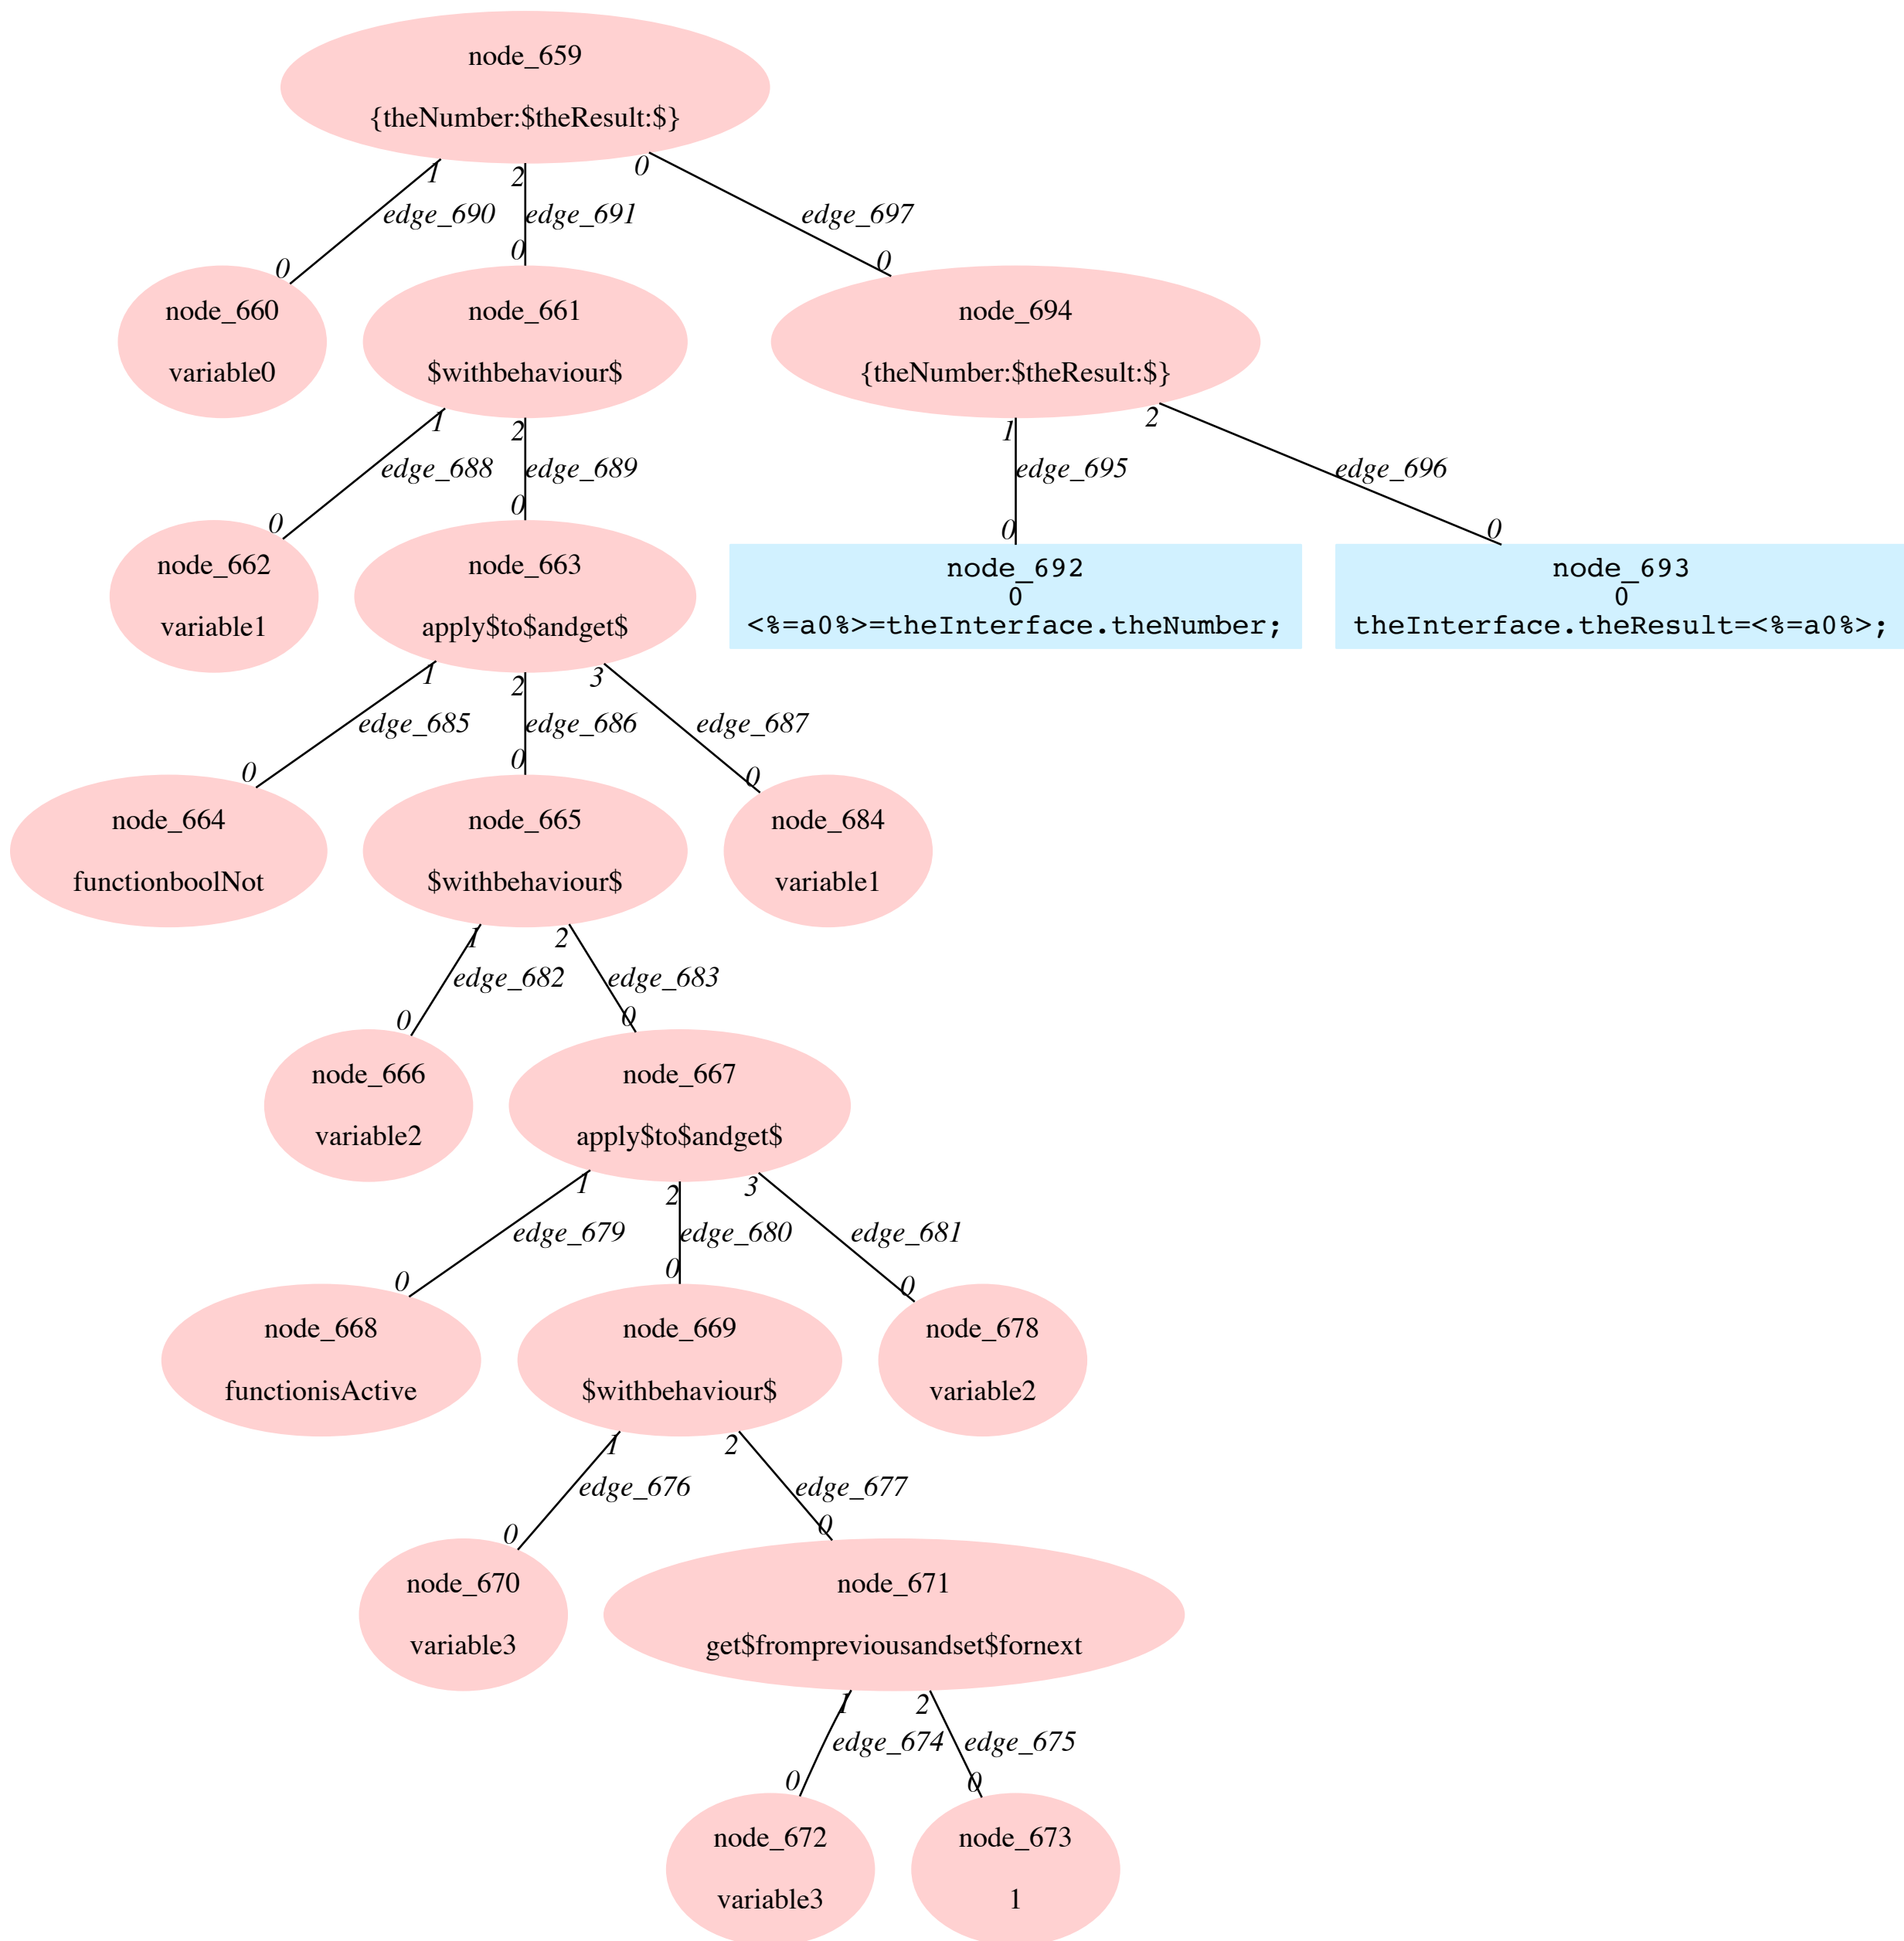 node_659
{theNumber:$theResult:$}
1
2
0
edge_690
edge_691
edge_697
0
0
0
node_660
variable0
node_661
$withbehaviour$
node_694
{theNumber:$theResult:$}
1
2
1
2
edge_688
edge_689
edge_695
edge_696
0
0
0
0
node_662
variable1
node_663
apply$to$andget$
node_692
0
<%=a0%>=theInterface.theNumber;
node_693
0
theInterface.theResult=<%=a0%>;
1
2
3
edge_685
edge_686
edge_687
0
0
0
node_664
functionboolNot
node_665
$withbehaviour$
node_684
variable1
1
2
edge_682
edge_683
0
0
node_666
variable2
node_667
apply$to$andget$
1
2
3
edge_679
edge_680
edge_681
0
0
0
node_668
functionisActive
node_669
$withbehaviour$
node_678
variable2
1
2
edge_676
edge_677
0
0
node_670
variable3
node_671
get$frompreviousandset$fornext
1
2
edge_674
edge_675
0
0
node_672
variable3
node_673
1